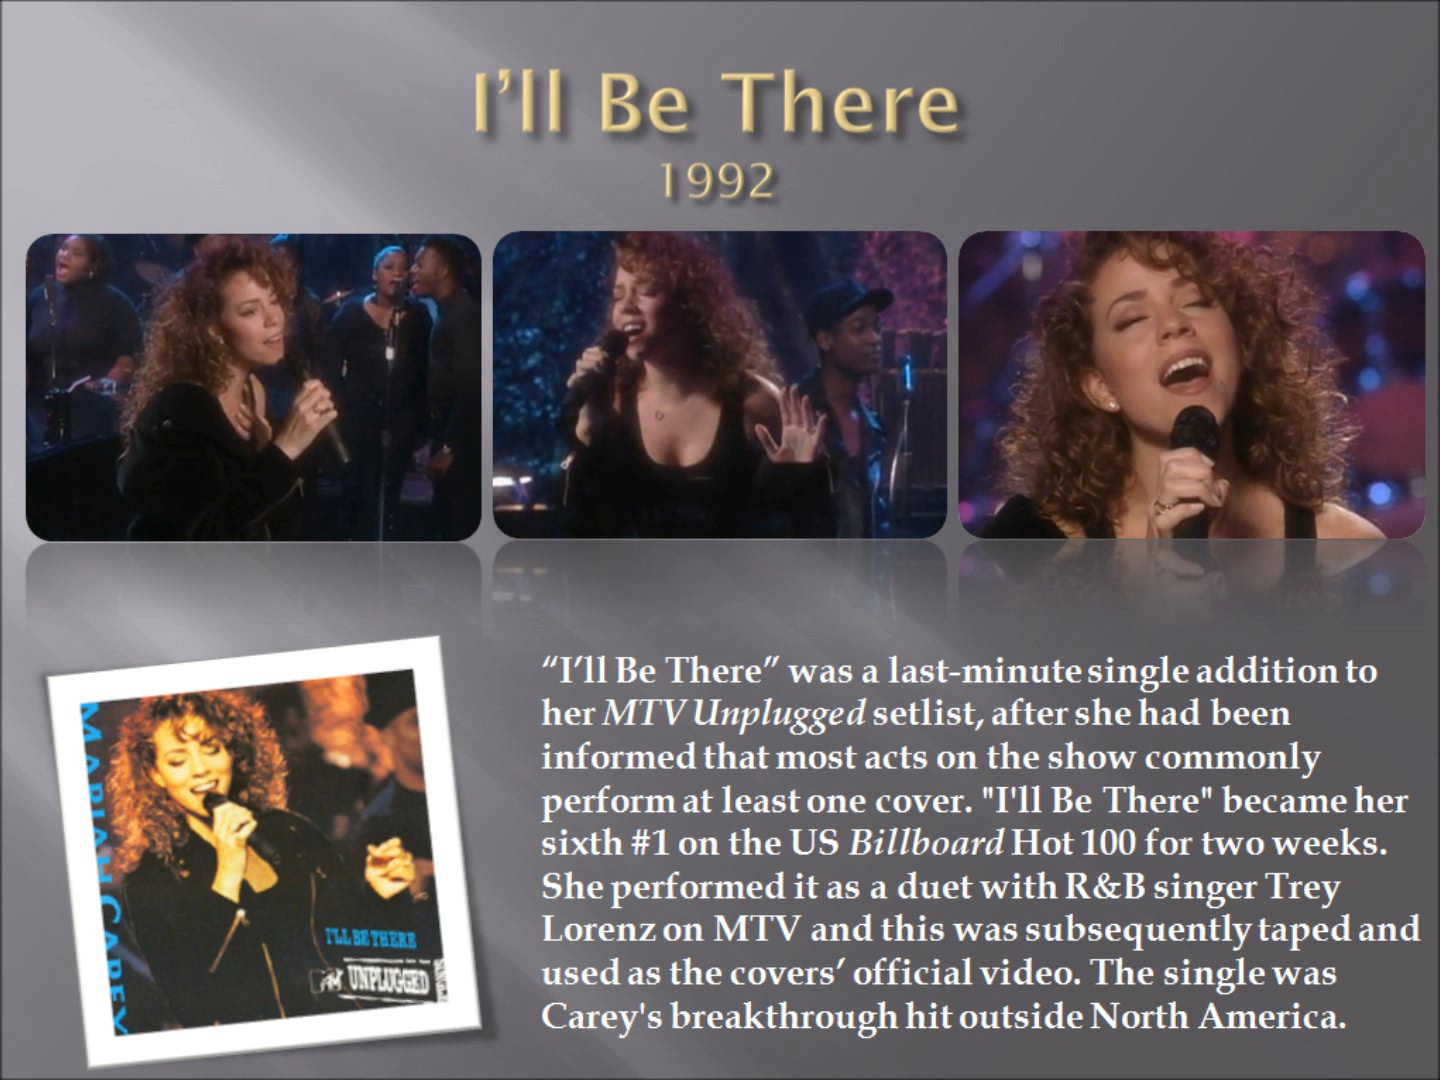 I’ll Be There
1992
“I’ll Be There” was a last-minute single addition to
her MTV Unplugged setlist, after she had been
informed that most acts on the show commonly
perform at least one cover. "I'll Be There" became her
sixth #1 on the US Billboard Hot 100 for two weeks.
She performed it as a duet with R&B singer Trey
Lorenz on MTV and this was subsequently taped and
used as the covers’ official video. The single was
Carey's breakthrough hit outside North America.
MARIAH CAREY
I'LL BE THERE
MTV UNPLUGGED